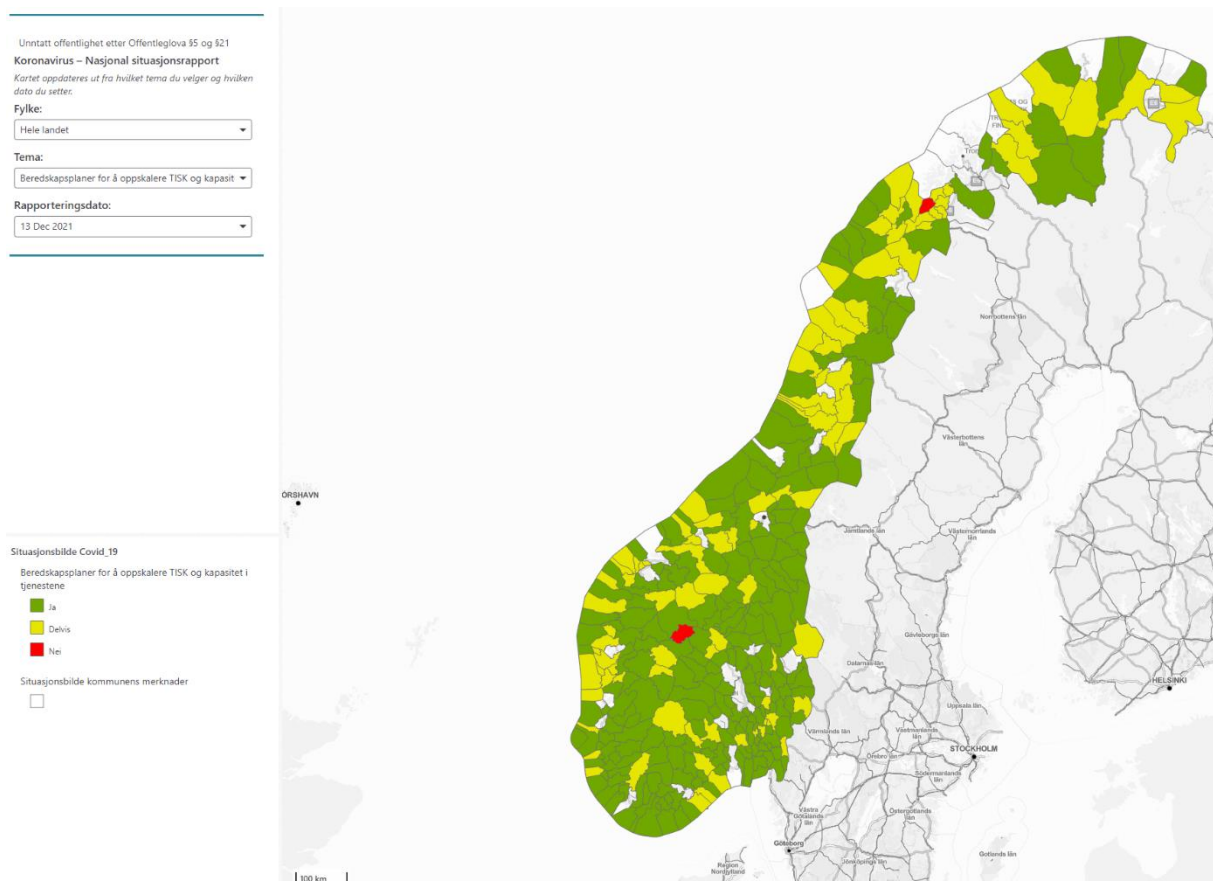 Unntatt offentlighet etter Offentleglova §5 og §21
Koronavirus – Nasjonal situasjonsrapport
Kartet oppdateres ut fra hvilket tema du velger og hvilken
dato du setter.
Fylke:
Hele landet
Tema:
Beredskapsplaner for å oppskalere TISK og kapasit
Rapporteringsdato:
13 Dec 2021
Situasjonsbilde Covid_19
Beredskapsplaner for å oppskalere TISK og kapasitet i
tjenestene
Ja
Delvis
Nei
Situasjonsbilde kommunens merknader
ORSHAVN
Norrbottens län
Västerbottens
län
Jämtlands län
Västernorrlands
län
Gävleborgs län
Dalarnas län
HELSINKI
Uppsala län
Värmlands län
Västmanlands
län
STOCKHOLM
Örebro län
Södermanlands
län
Västra
Götalands
län
Östergötlands
län
Göteborg
Jönköpings län
Gotlands län
Region
Nordjylland
100 km